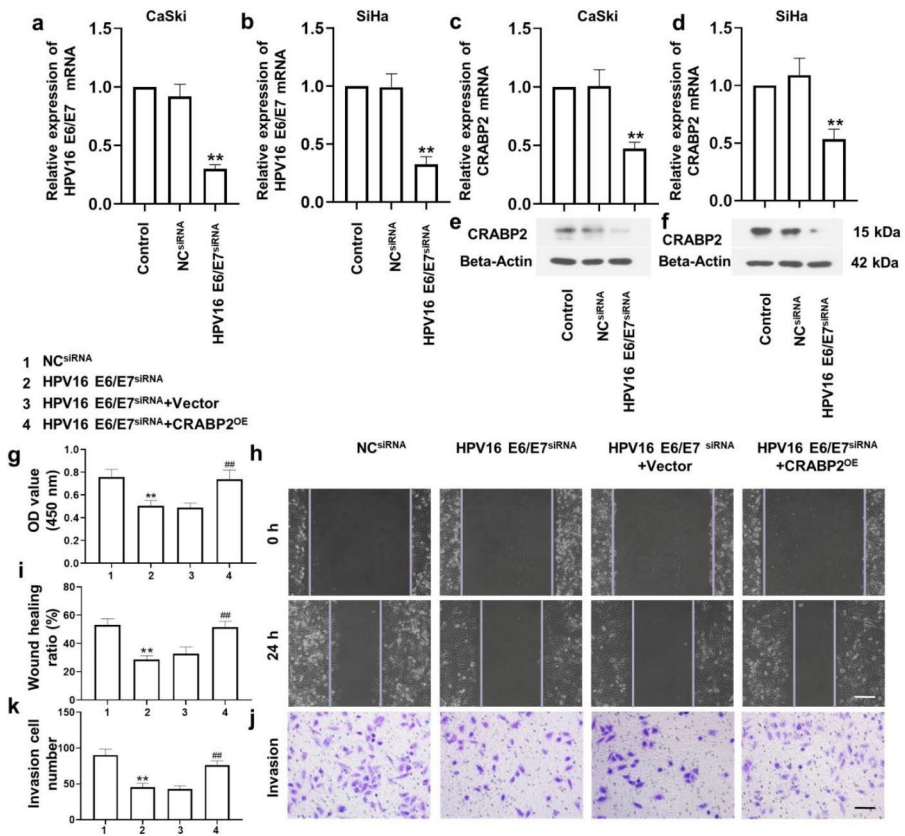 a
CaSki
Relative expression of
HPV16 E6/E7 mRNA
1.5
1.0
0.5
0.0
**
Control
NCsiRNA
HPV16 E6/E7siRNA
b
SiHa
Relative expression of
HPV16 E6/E7 mRNA
1.5
1.0
0.5
0.0
**
Control
NCsiRNA
HPV16 E6/E7siRNA
c
CaSki
Relative expression of
CRABP2 mRNA
1.5
1.0
0.5
0.0
**
d
SiHa
Relative expression of
CRABP2 mRNA
1.5
1.0
0.5
0.0
**
e
CRABP2
Beta-Actin
Control
NCsiRNA
HPV16 E6/E7siRNA
f
CRABP2
15 kDa
Beta-Actin
42 kDa
Control
NCsiRNA
HPV16 E6/E7siRNA
1 NCsiRNA
2 HPV16 E6/E7siRNA
3 HPV16 E6/E7siRNA+Vector
4 HPV16 E6/E7siRNA+CRABP2OE
g
OD value
(450 nm)
1.0
0.8
0.6
0.4
0.2
0.0
**
##
1 2 3 4
i
Wound healing
ratio (%)
80
60
40
20
0
**
##
1 2 3 4
k
Invasion cell
number
150
100
50
0
**
##
1 2 3 4
h
NCsiRNA
HPV16 E6/E7siRNA
HPV16 E6/E7 siRNA
+Vector
HPV16 E6/E7siRNA
+CRABP2OE
0 h
24 h
j
Invasion